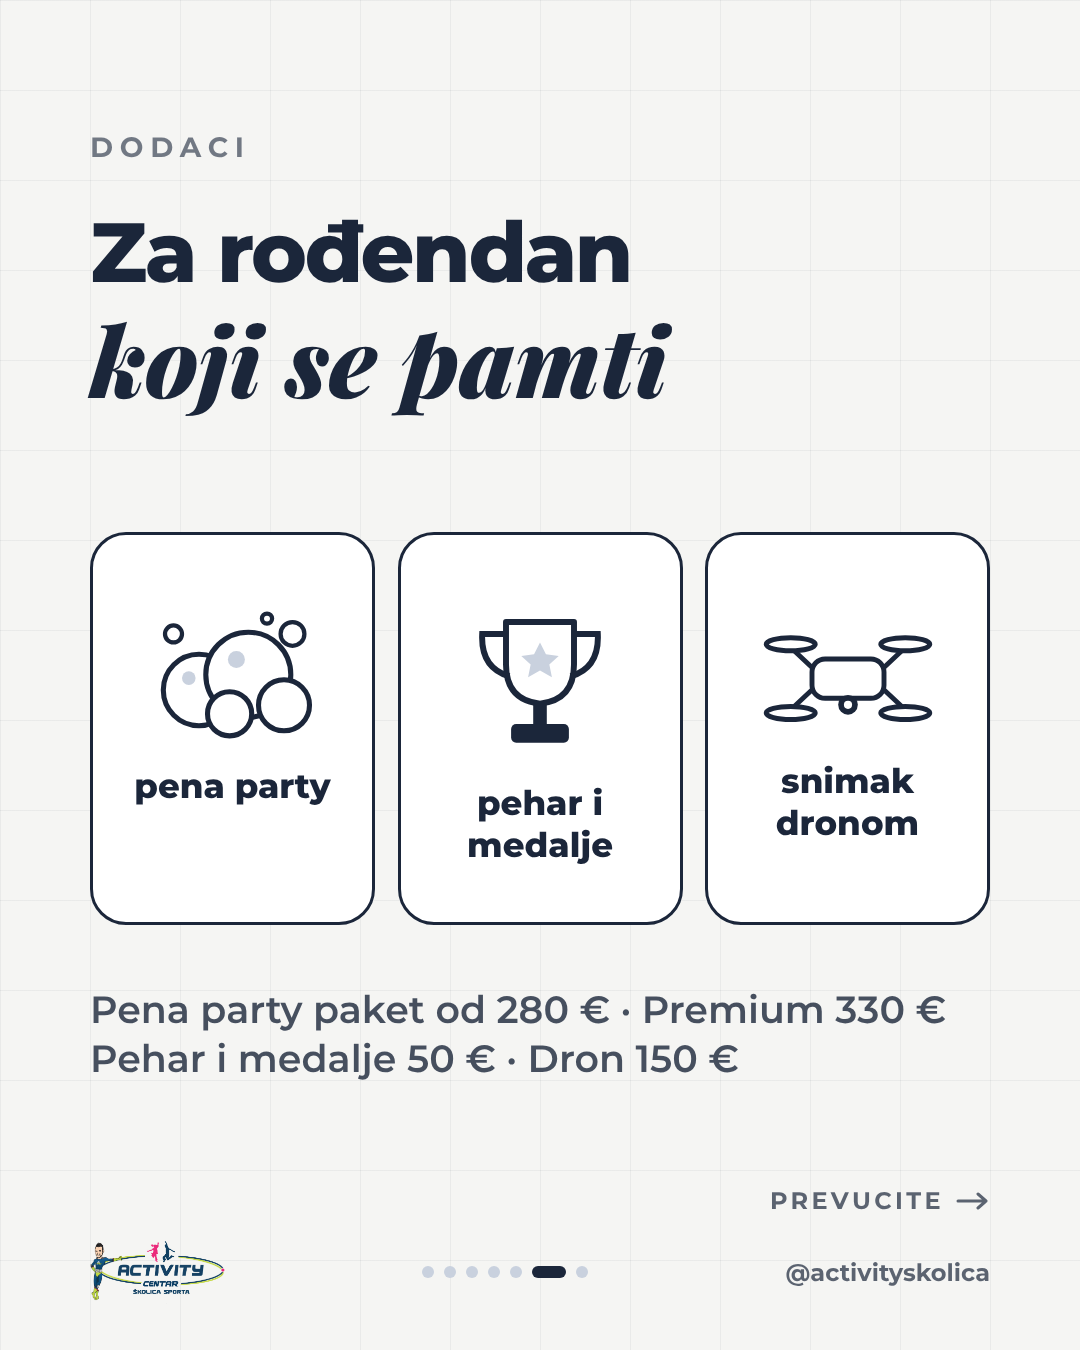 DODACI
Za rođendan
koji se pamti
pena party
pehar i
medalje
snimak
dronom
Pena party paket od 280 € · Premium 330 €
Pehar i medalje 50 € · Dron 150 €
PREVUCITE →
ACTIVITY
CENTAR
ŠKOLICA SPORTA
@activityskolica